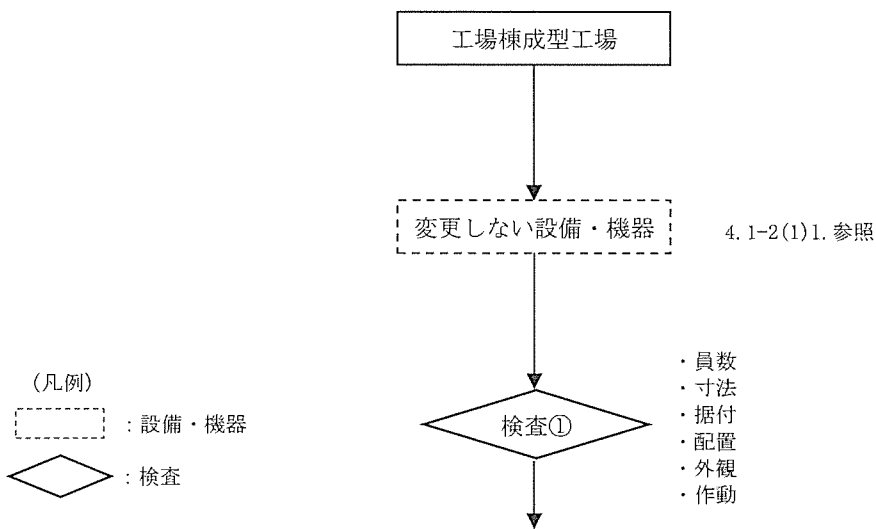 工場棟成型工場
変更しない設備・機器
4.1-2(1)1.参照
検査①
・員数
・寸法
・据付
・配置
・外観
・作動
(凡例)
：設備・機器
：検査